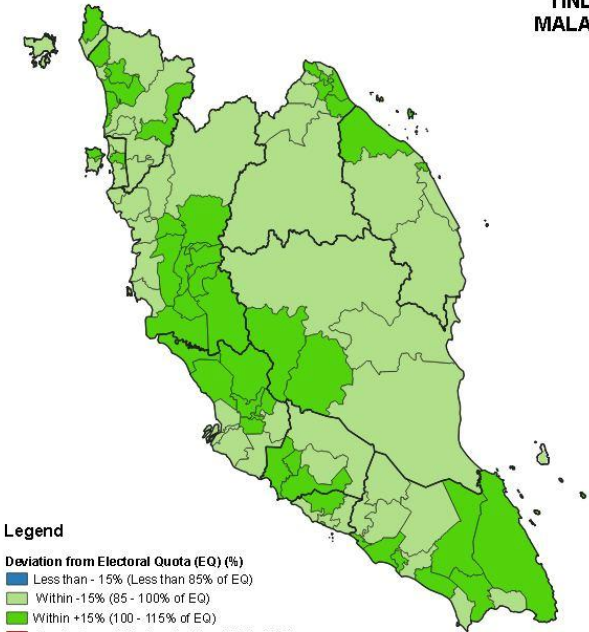 MALA
Legend
Deviation from Electoral Quota (EQ) (%)
Less than - 15% (Less than 85% of EQ)
Within -15% (85 - 100% of EQ)
Within +15% (100 - 115% of EQ)